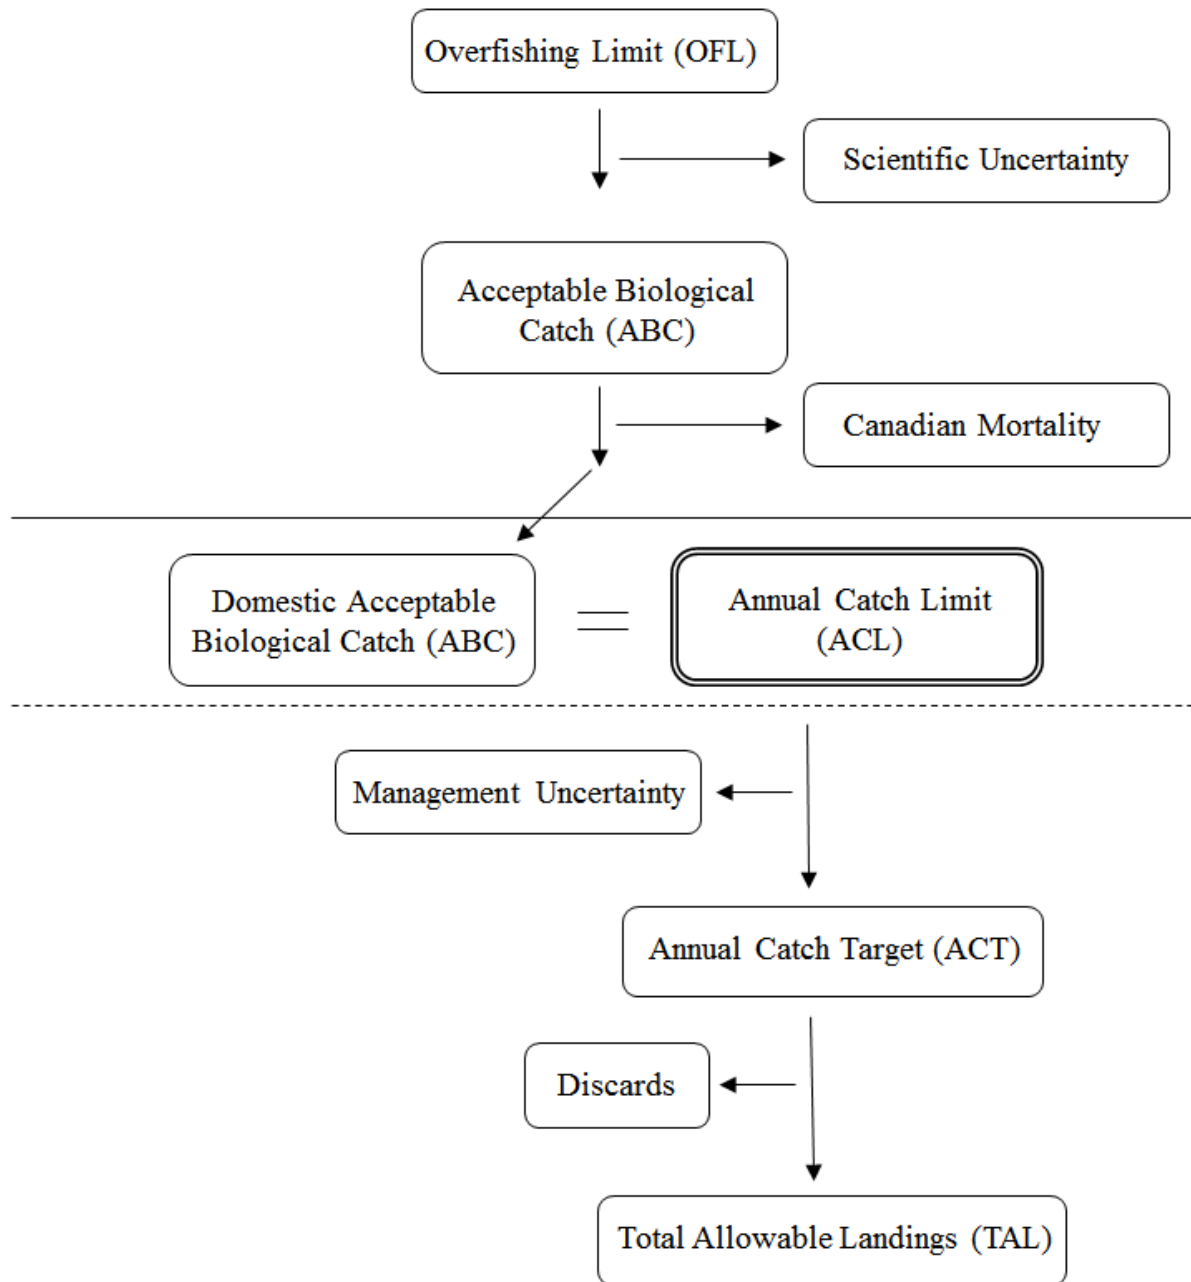 Overfishing Limit (OFL)
Scientific Uncertainty
Acceptable Biological
Catch (ABC)
Canadian Mortality
Domestic Acceptable
Biological Catch (ABC)
Annual Catch Limit
(ACL)
Management Uncertainty
Annual Catch Target (ACT)
Discards
Total Allowable Landings (TAL)